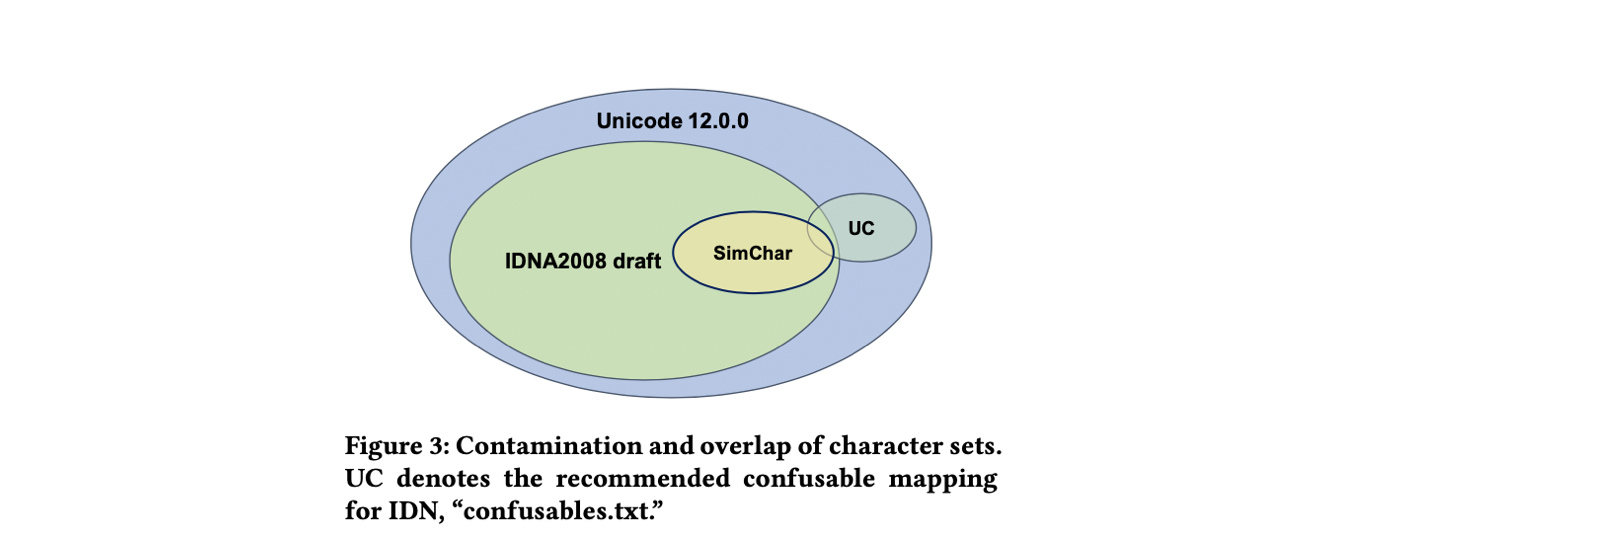 Unicode 12.0.0
UC
SimChar
IDNA2008 draft
Figure 3: Contamination and overlap of character sets.
UC denotes the recommended confusable mapping
for IDN, “confusables.txt.”